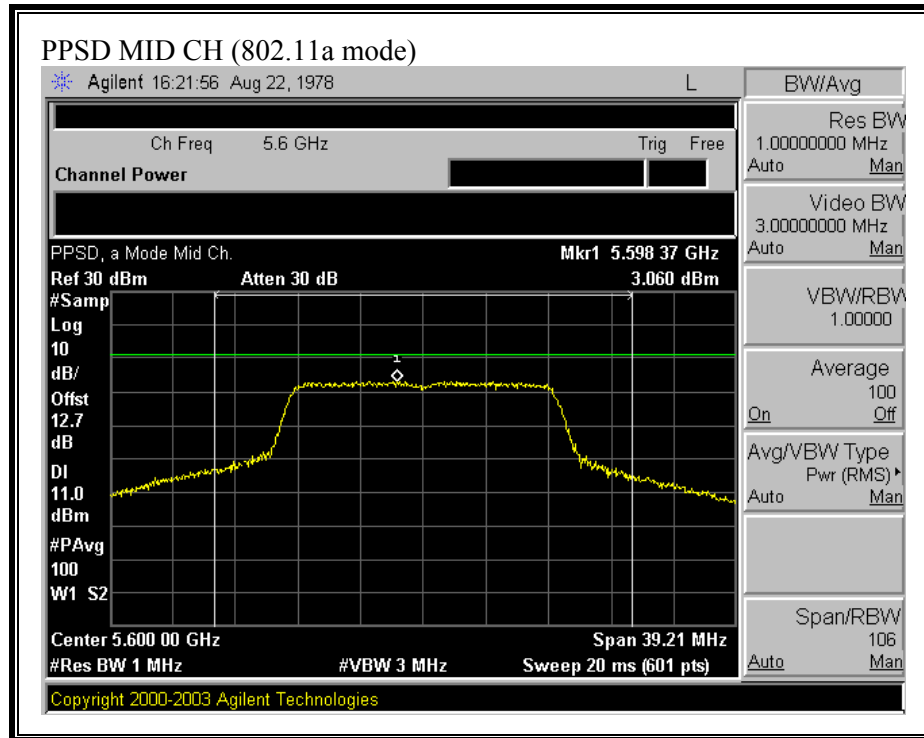 PPSD MID CH (802.11a mode)
Agilent 16:21:56 Aug 22, 1978 L
Ch Freq 5.6 GHz Trig Free
Channel Power
PPSD, a Mode Mid Ch. Mkr1 5.598 37 GHz
Ref 30 dBm Atten 30 dB 3.060 dBm
#Samp
Log
10
dB/
Offst
12.7
dB
DI
11.0
dBm
#PAvg
100
W1 S2
1
Center 5.600 00 GHz Span 39.21 MHz
#Res BW 1 MHz #VBW 3 MHz Sweep 20 ms (601 pts)
Copyright 2000-2003 Agilent Technologies
BW/Avg
Res BW
1.00000000 MHz
Auto Man
Video BW
3.00000000 MHz
Auto Man
VBW/RBW
1.00000
Average
100
On Off
Avg/VBW Type
Pwr (RMS)
Auto Man
Span/RBW
106
Auto Man